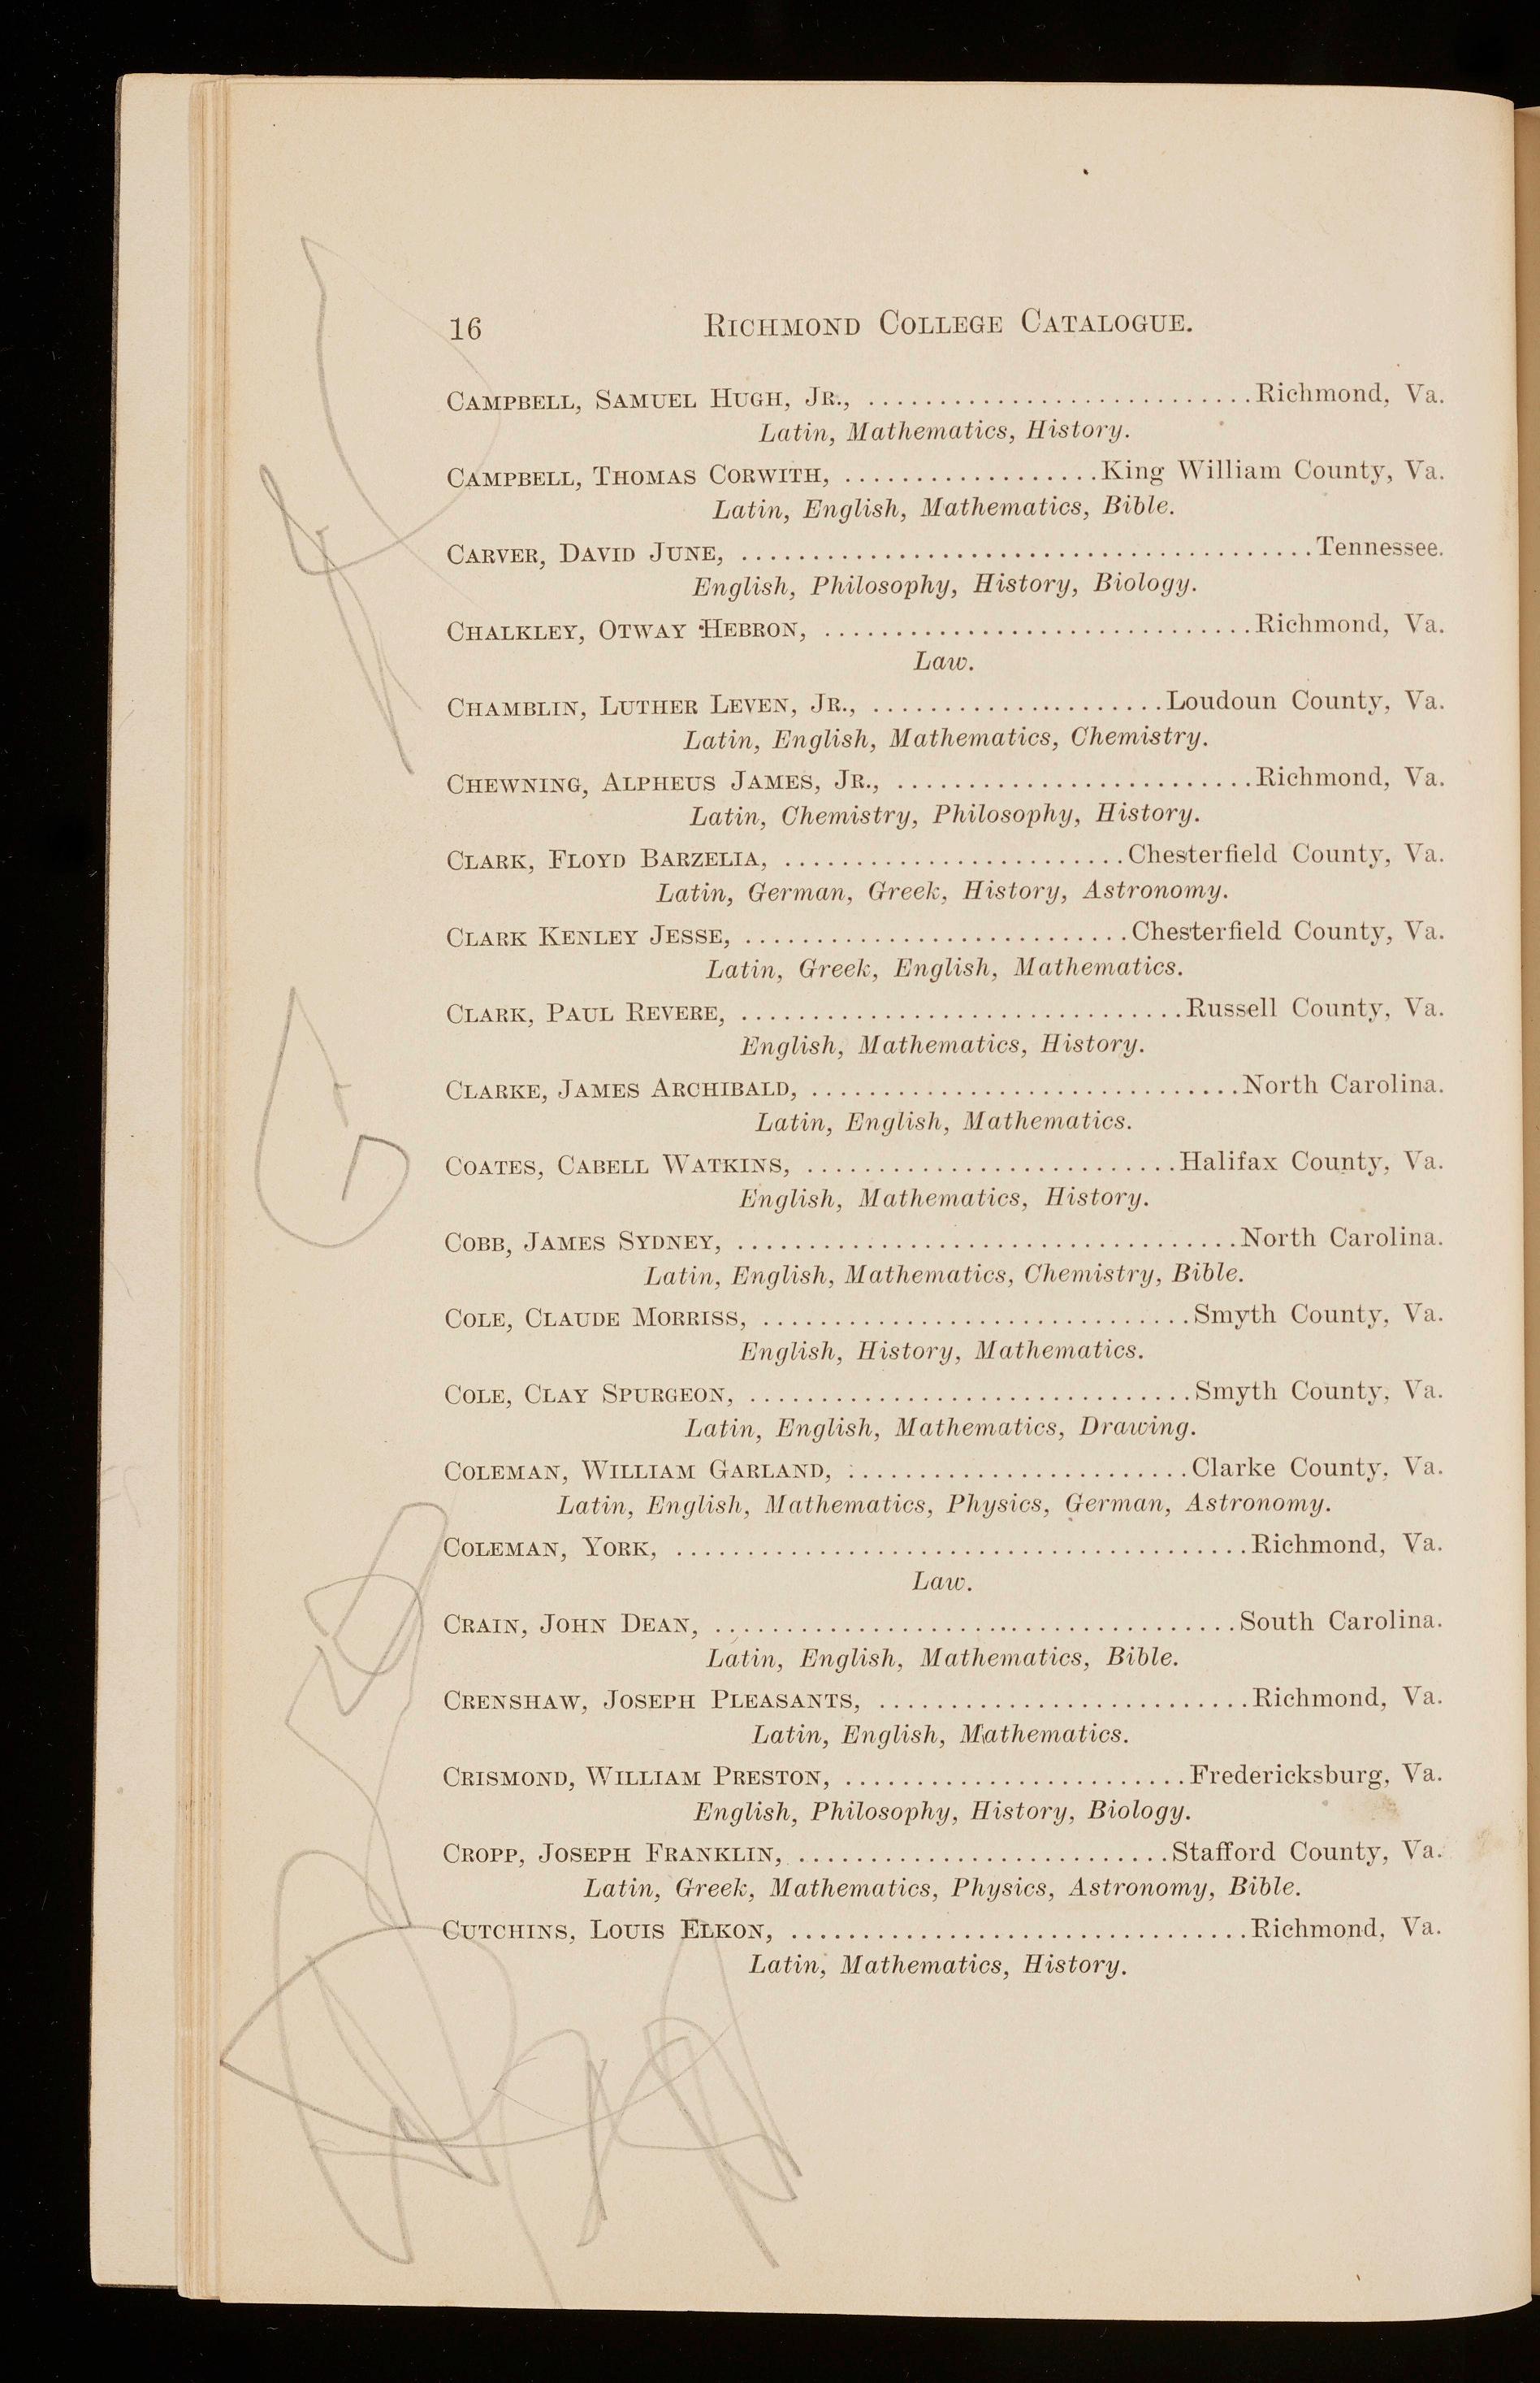 16 RICHMOND COLLEGE CATALOGUE.
CAMPBELL, SAMUEL HUGH, JR., ...........................Richmond, Va.
Latin, Mathematics, History.
CAMPBELL, THOMAS CORWITH, ..................King William County, Va.
Latin, English, Mathematics, Bible.
CARVER, DAVID JUNE, ........................................Tennessee.
English, Philosophy, History, Biology.
CHALKLEY, OTWAY HEBRON, ..............................Richmond, Va.
Law.
CHAMBLIN, LUTHER LEVEN, JR., ....................Loudoun County, Va.
Latin, English, Mathematics, Chemistry.
CHEWNING, ALPHEUS JAMES, JR., .........................Richmond, Va.
Latin, Chemistry, Philosophy, History.
CLARK, FLOYD BARZELIA, ........................Chesterfield County, Va.
Latin, German, Greek, History, Astronomy.
CLARK KENLEY JESSE, ...........................Chesterfield County, Va.
Latin, Greek, English, Mathematics.
CLARK, PAUL REVERE, ...............................Russell County, Va.
English, Mathematics, History.
CLARKE, JAMES ARCHIBALD, ..............................North Carolina.
Latin, English, Mathematics.
COATES, CABELL WATKINS, ..........................Halifax County, Va.
English, Mathematics, History.
COBB, JAMES SYDNEY, ...................................North Carolina.
Latin, English, Mathematics, Chemistry, Bible.
COLE, CLAUDE MORRISS, ..............................Smyth County, Va.
English, History, Mathematics.
COLE, CLAY SPURGEON, ...............................Smyth County, Va.
Latin, English, Mathematics, Drawing.
COLEMAN, WILLIAM GARLAND, ........................Clarke County, Va.
Latin, English, Mathematics, Physics, German, Astronomy.
COLEMAN, YORK, ........................................Richmond, Va.
Law.
CRAIN, JOHN DEAN, .....................................South Carolina.
Latin, English, Mathematics, Bible.
CRENSHAW, JOSEPH PLEASANTS, ..........................Richmond, Va.
Latin, English, Mathematics.
CRISMOND, WILLIAM PRESTON, ........................Fredericksburg, Va.
English, Philosophy, History, Biology.
CROPP, JOSEPH FRANKLIN, ..........................Stafford County, Va.
Latin, Greek, Mathematics, Physics, Astronomy, Bible.
CUTCHINS, LOUIS ELKON, ................................Richmond, Va.
Latin, Mathematics, History.